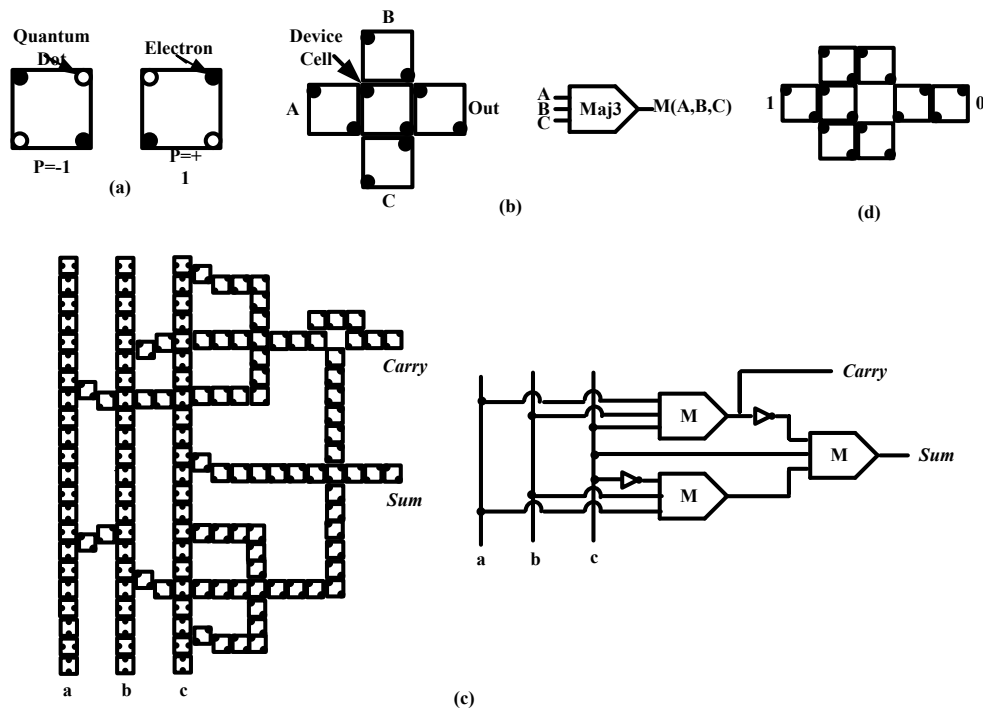 Quantum
Dot
Electron
P=-1
P=+
1
(a)
B
Device
Cell
A
Out
C
A
B
C
Maj3
M(A,B,C)
(b)
1
0
(d)
Carry
Sum
a
b
c
M
Carry
M
Sum
M
a
b
c
(c)